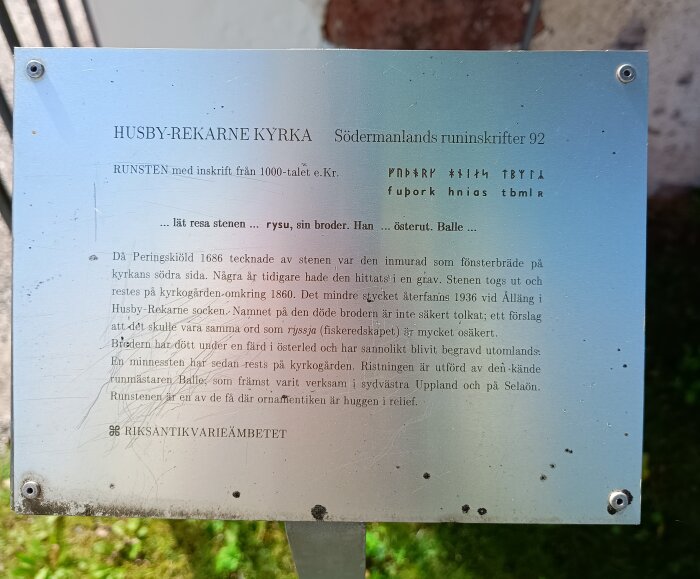 HUSBY-REKARNE KYRKA Södermanlands runinskrifter 92
RUNSTEN med inskrift från 1000-talet e.Kr. ᚠᚢᚦᚬᚱᚴ ᚼᚾᛁᛅᛋ ᛏᛒᛘᛚᛦ
fuþork hnias tbmlʀ
... lät resa stenen ... rysu, sin broder. Han ... österut. Balle ...
Då Peringskiöld 1686 tecknade av stenen var den inmurad som fönsterbräde på
kyrkans södra sida. Några år tidigare hade den hittats i en grav. Stenen togs ut och
restes på kyrkogården omkring 1860. Det mindre stycket återfanns 1936 vid Älläng i
Husby-Rekarne socken. Namnet på den döde brodern är inte säkert tolkat; ett förslag
att det skulle vara samma ord som ryssja (fiskeredskapet) är mycket osäkert.
Brodern har dött under en färd i österled och har sannolikt blivit begravd utomlands.
En minnessten har sedan rests på kyrkogården. Ristningen är utförd av den kände
runmästaren Balle, som främst varit verksam i sydvästra Uppland och på Selaön.
Runstenen är en av de få där ornamentiken är huggen i relief.
⌘ RIKSANTIKVARIEÄMBETET